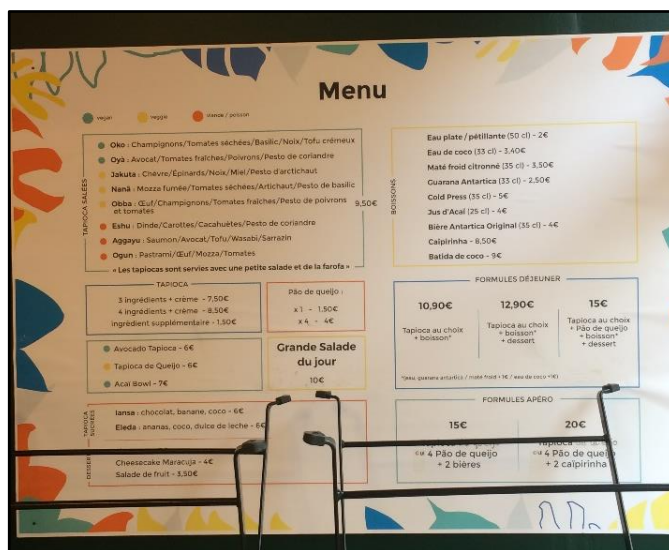 Menu
vegan
veggie
viande / poisson
TAPIOCA SALÉES
Oko : Champignons/Tomates séchées/Basilic/Noix/Tofu crémeux
Oyà : Avocat/Tomates fraîches/Poivrons/Pesto de coriandre
Jakuta : Chèvre/Épinards/Noix/Miel/Pesto d'arctichaut
Nanã : Mozza fumée/Tomates séchées/Artichaut/Pesto de basilic
Obba : Œuf/Champignons/Tomates fraîches/Pesto de poivrons
et tomates
9,50€
Eshu : Dinde/Carottes/Cacahuètes/Pesto de coriandre
Aggayu : Saumon/Avocat/Tofu/Wasabi/Sarrazin
Ogun : Pastrami/Œuf/Mozza/Tomates
« Les tapiocas sont servies avec une petite salade et de la farofa »
BOISSONS
Eau plate / pétillante (50 cl) - 2€
Eau de coco (33 cl) - 3,40€
Maté froid citronné (35 cl) - 3,50€
Guarana Antartica (33 cl) - 2,50€
Cold Press (35 cl) - 5€
Jus d'Acaï (25 cl) - 4€
Bière Antartica Original (35 cl) - 4€
Caïpirinha - 8,50€
Batida de coco - 9€
TAPIOCA
3 ingrédients + crème - 7,50€
4 ingrédients + crème - 8,50€
ingrédient supplémentaire - 1,50€
Pão de queijo :
x 1 - 1,50€
x 4 - 4€
Avocado Tapioca - 6€
Tapioca de Queijo - 6€
Acaï Bowl - 7€
Grande Salade
du jour
10€
FORMULES DÉJEUNER
10,90€
Tapioca au choix
+ boisson*
12,90€
Tapioca au choix
+ boisson*
+ dessert
15€
Tapioca au choix
+ Pão de queijo
+ boisson*
+ dessert
TAPIOCA
SUCRÉES
Iansa : chocolat, banane, coco - 6€
Eleda : ananas, coco, dulce de leche - 6€
Cheesacake Maracuja - 4€
Salade de fruit - 3,50€
FORMULES APÉRO
15€
ou 4 Pão de queijo
+ 2 bières
20€
ou 4 Pão de queijo
+ 2 caïpirinha